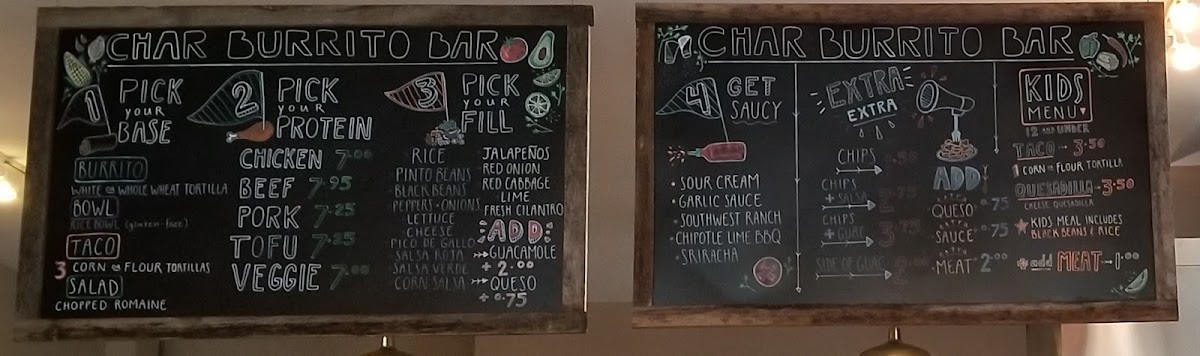 CHAR BURRITO BAR
1 PICK YOUR BASE
BURRITO
WHITE OR WHOLE WHEAT TORTILLA
BOWL
RICE BOWL (gluten-free)
TACO
3 CORN OR FLOUR TORTILLAS
SALAD
CHOPPED ROMAINE
2 PICK YOUR PROTEIN
CHICKEN 7.00
BEEF 7.95
PORK 7.25
TOFU 7.25
VEGGIE 7.00
3 PICK YOUR FILL
RICE
PINTO BEANS
BLACK BEANS
PEPPERS + ONIONS
LETTUCE
CHEESE
PICO DE GALLO
SALSA ROJA
SALSA VERDE
CORN SALSA
JALAPEÑOS
RED ONION
RED CABBAGE
LIME
FRESH CILANTRO
ADD
GUACAMOLE
+ 2.00
QUESO
+ 0.75
CHAR BURRITO BAR
4 GET SAUCY
• SOUR CREAM
• GARLIC SAUCE
• SOUTHWEST RANCH
• CHIPOTLE LIME BBQ
• SRIRACHA
EXTRA
EXTRA
CHIPS
CHIPS
+ SALSA 2.75
CHIPS
+ GUAC 3.75
SIDE OF GUAC 2.00
ADD
QUESO .75
SAUCE .75
MEAT 2.00
KIDS
MENU
12 AND UNDER
TACO 3.50
1 CORN OR FLOUR TORTILLA
QUESADILLA 3.50
CHEESE QUESADILLA
KIDS MEAL INCLUDES
BLACK BEANS & RICE
add MEAT 1.00